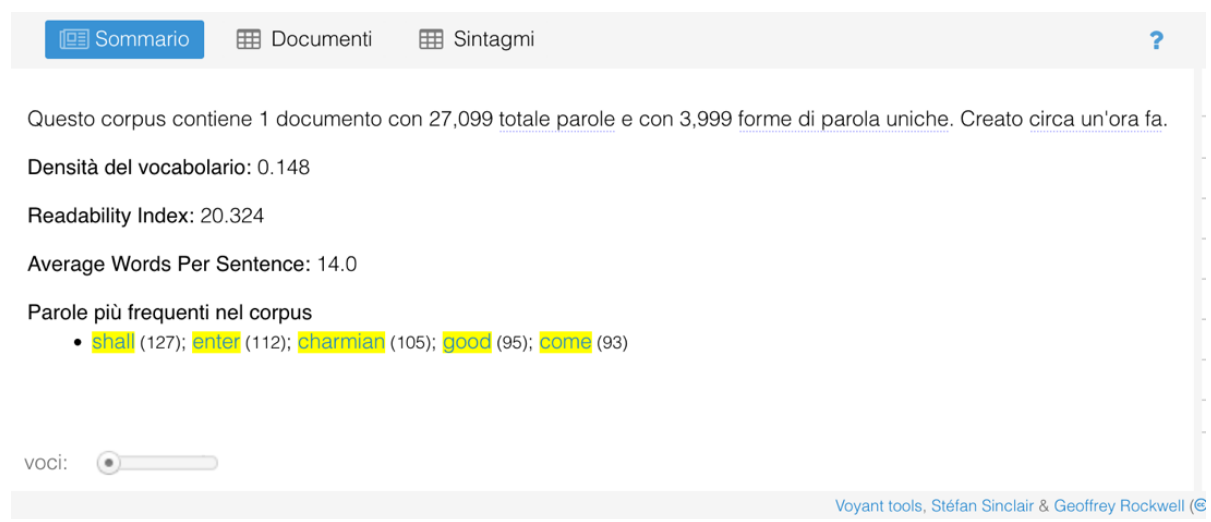 Sommario Documenti Sintagmi ?
Questo corpus contiene 1 documento con 27,099 totale parole e con 3,999 forme di parola uniche. Creato circa un'ora fa.
Densità del vocabolario: 0.148
Readability Index: 20.324
Average Words Per Sentence: 14.0
Parole più frequenti nel corpus
• shall (127); enter (112); charmian (105); good (95); come (93)
voci:
Voyant tools, Stéfan Sinclair & Geoffrey Rockwell (